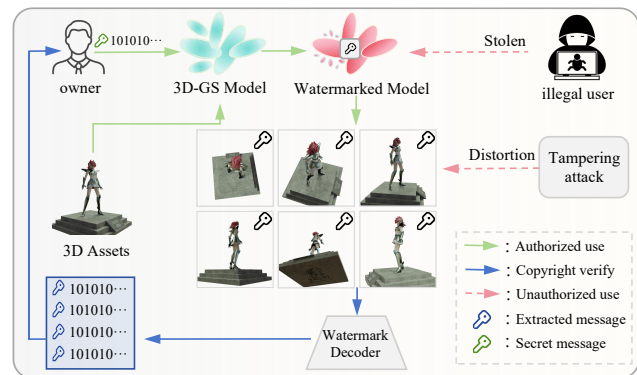 101010···
owner
3D-GS Model
Watermarked Model
Stolen
illegal user
Distortion
Tampering
attack
3D Assets
101010···
101010···
101010···
101010···
Watermark
Decoder
: Authorized use
: Copyright verify
: Unauthorized use
: Extracted message
: Secret message